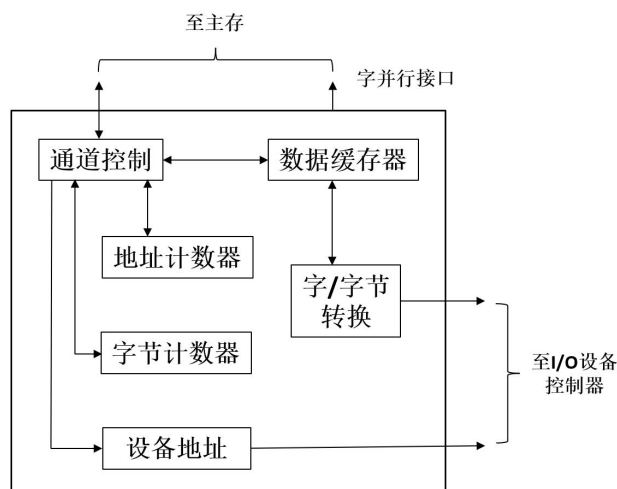 至主存
字并行接口
通道控制
数据缓存器
地址计数器
字/字节
转换
字节计数器
至I/O设备
控制器
设备地址